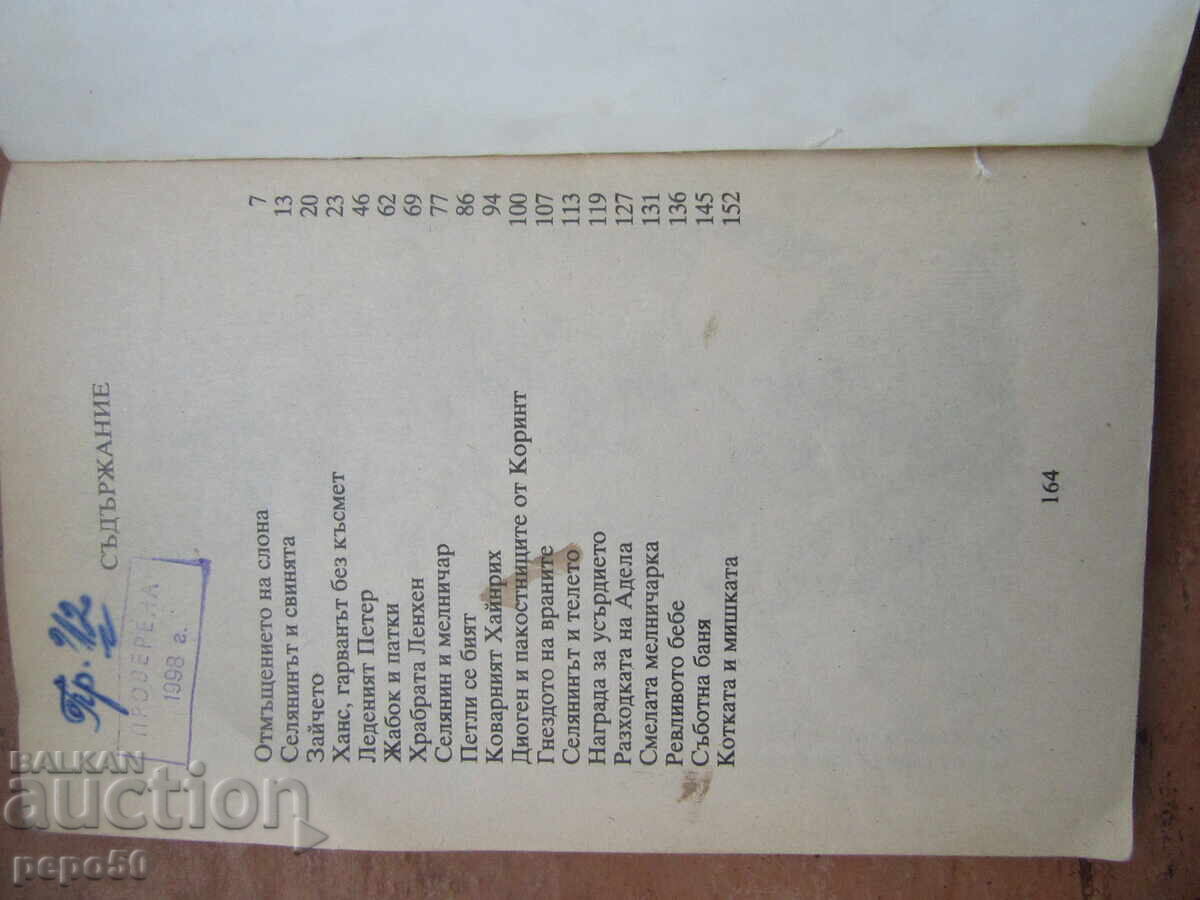 Пр. 9/2
ПРОВЕРЕНА
1998 г.
СЪДЪРЖАНИЕ
Отмъщението на слона 7
Селянинът и свинята 13
Зайчето 20
Ханс, гарванът без късмет 23
Леденият Петер 46
Жабок и патки 62
Храбрата Ленхен 69
Селянин и мелничар 77
Петли се бият 86
Коварният Хайнрих 94
Диоген и пакостниците от Коринт 100
Гнездото на враните 107
Селянинът и телето 113
Награда за усърдието 119
Разходката на Адела 127
Смелата мелничарка 131
Ревливото бебе 136
Съботна баня 145
Котката и мишката 152
164
BALKAN
auction
pepo50